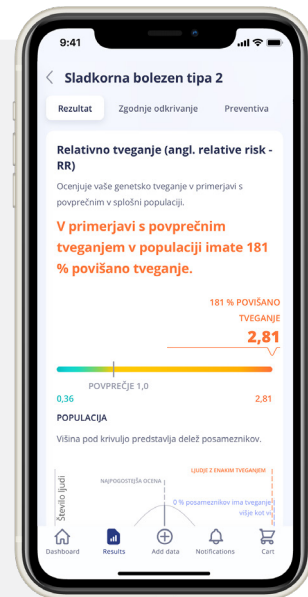 9:41
Sladkorna bolezen tipa 2
Rezultat Zgodnje odkrivanje Preventiva
Relativno tveganje (angl. relative risk -
RR)
Ocenjuje vaše genetsko tveganje v primerjavi s
povprečnim v splošni populaciji.
V primerjavi s povprečnim
tveganjem v populaciji imate 181
% povišano tveganje.
181 % POVIŠANO
TVEGANJE
2,81
POVPREČJE 1,0
0,36 2,81
POPULACIJA
Višina pod krivuljo predstavlja delež posameznikov.
LJUDJE Z ENAKIM TVEGANJEM
NAJPOGOSTEJŠA OCENA
0 % posameznikov ima tveganje
višje kot vi
Število ljudi
Dashboard Results Add data Notifications Cart